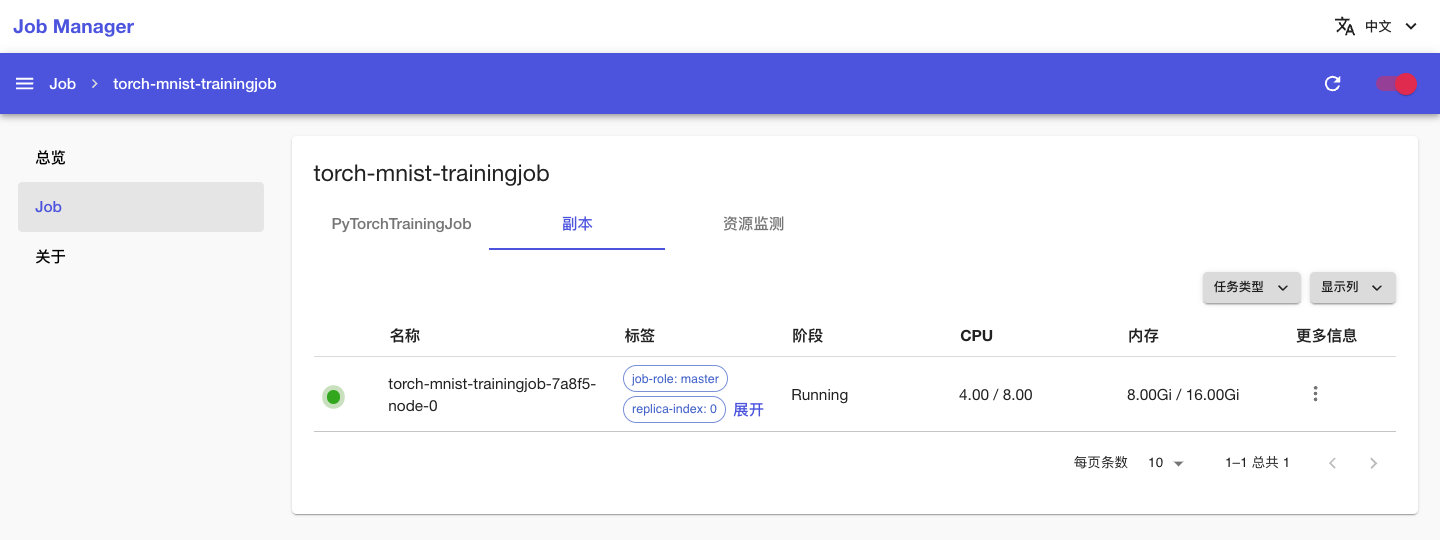 Job Manager
中文
Job
torch-mnist-trainingjob
总览
Job
关于
torch-mnist-trainingjob
PyTorchTrainingJob 副本 资源监测
任务类型 显示列
名称 标签 阶段 CPU 内存 更多信息
torch-mnist-trainingjob-7a8f5-
node-0
job-role: master
replica-index: 0 展开
Running
4.00 / 8.00
8.00Gi / 16.00Gi
每页条数 10 1–1 总共 1